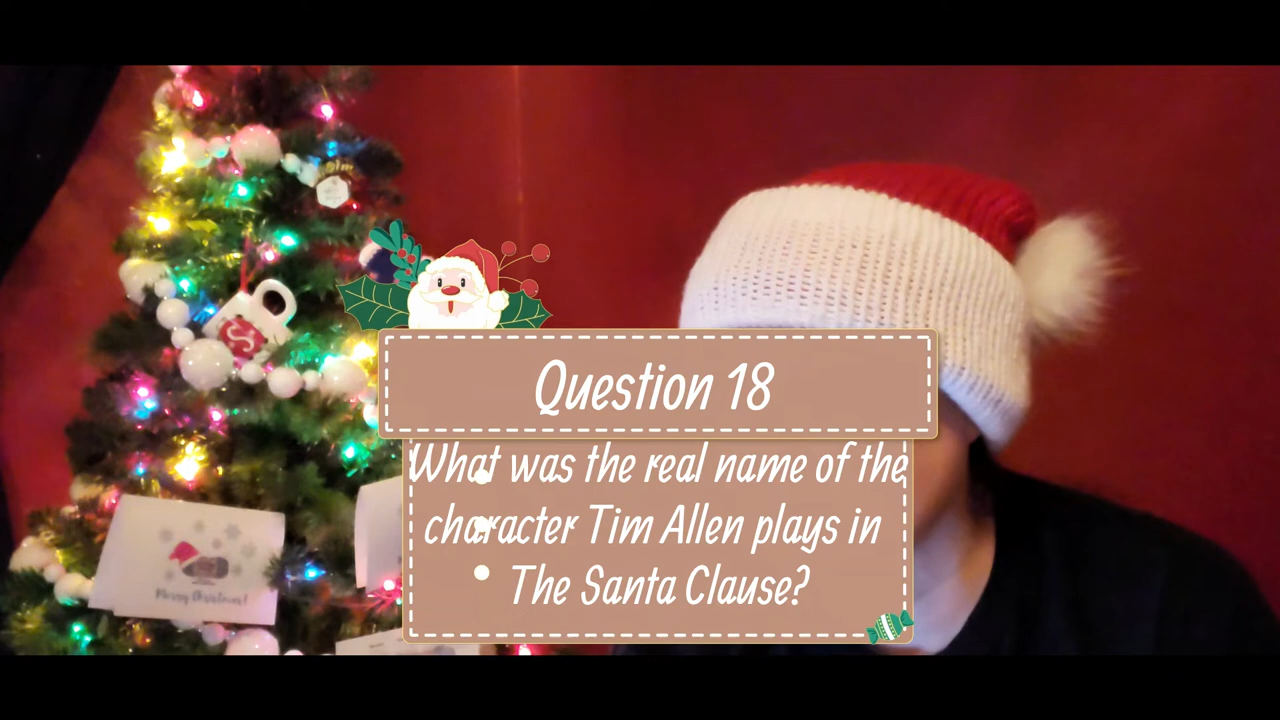 Question 18
What was the real name of the
character Tim Allen plays in
The Santa Clause?
S
Merry Christmas!